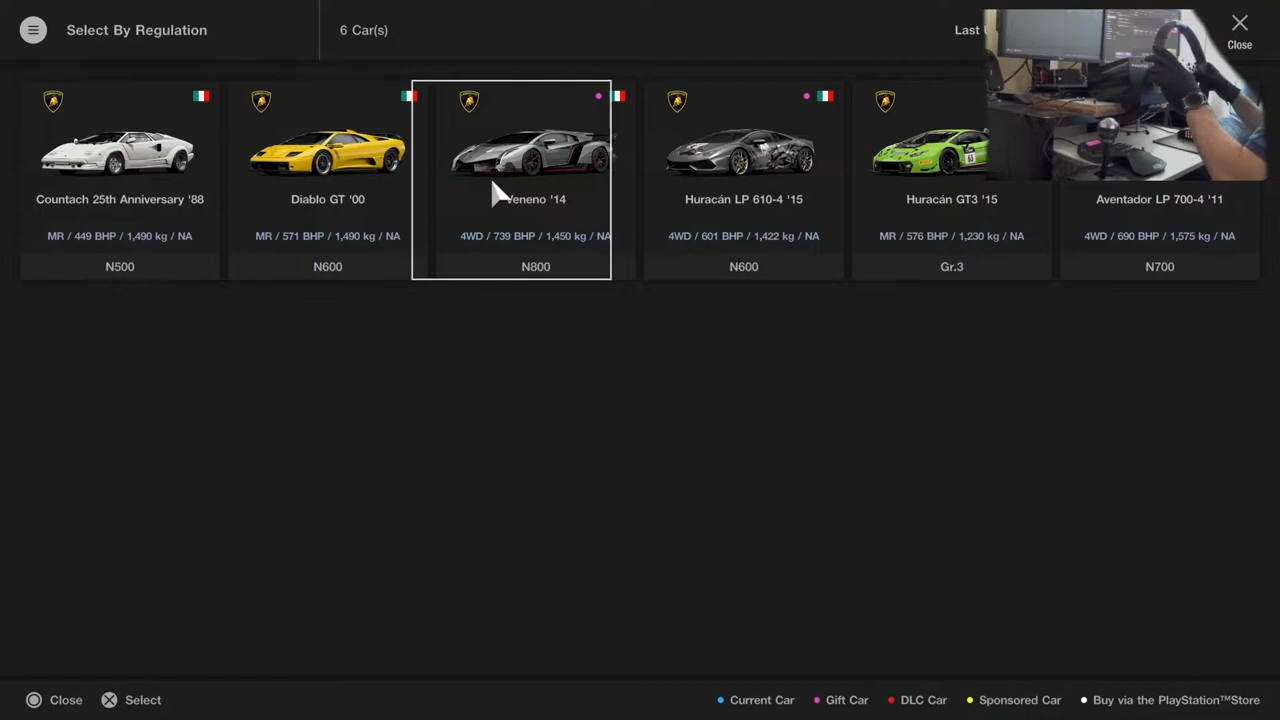 Select By Regulation
6 Car(s)
Last
Close
Countach 25th Anniversary '88
MR / 449 BHP / 1,490 kg / NA
N500
Diablo GT '00
MR / 571 BHP / 1,490 kg / NA
N600
Veneno '14
4WD / 739 BHP / 1,450 kg / NA
N800
Huracán LP 610-4 '15
4WD / 601 BHP / 1,422 kg / NA
N600
Huracán GT3 '15
MR / 576 BHP / 1,230 kg / NA
Gr.3
Aventador LP 700-4 '11
4WD / 690 BHP / 1,575 kg / NA
N700
Close
Select
Current Car
Gift Car
DLC Car
Sponsored Car
Buy via the PlayStation™Store